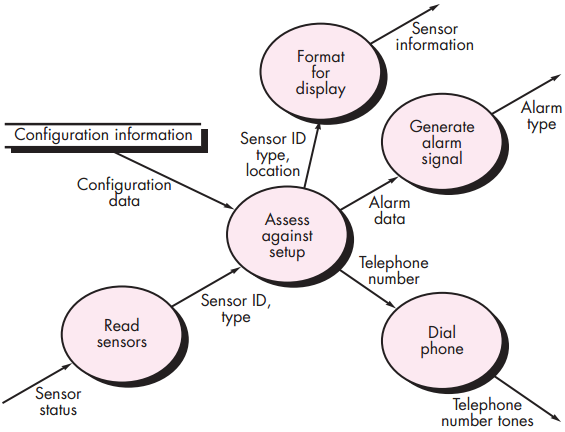 Sensor
information
Format
for
display
Alarm
type
Generate
alarm
signal
Configuration information
Sensor ID
type,
location
Configuration
data
Alarm
data
Assess
against
setup
Telephone
number
Sensor ID,
type
Read
sensors
Dial
phone
Sensor
status
Telephone
number tones